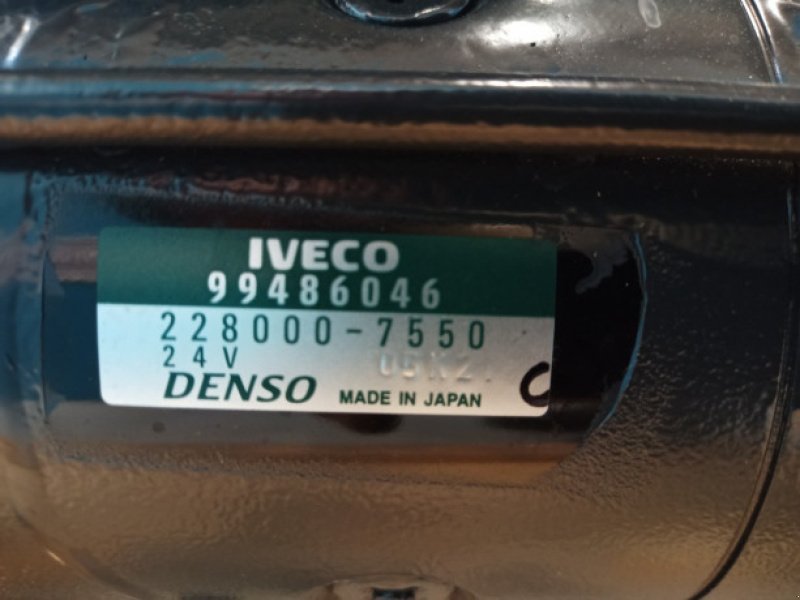 IVECO
99486046
228000-7550
24V
DENSO MADE IN JAPAN